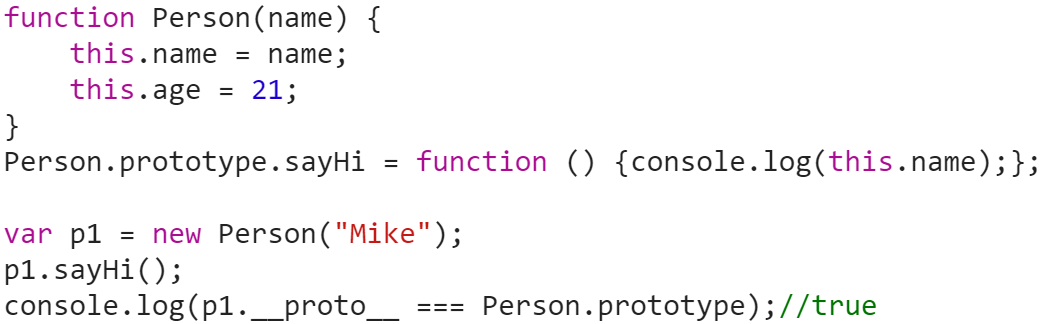 function Person(name) {
    this.name = name;
    this.age = 21;
}
Person.prototype.sayHi = function () {console.log(this.name);};

var p1 = new Person("Mike");
p1.sayHi();
console.log(p1.__proto__ === Person.prototype);//true